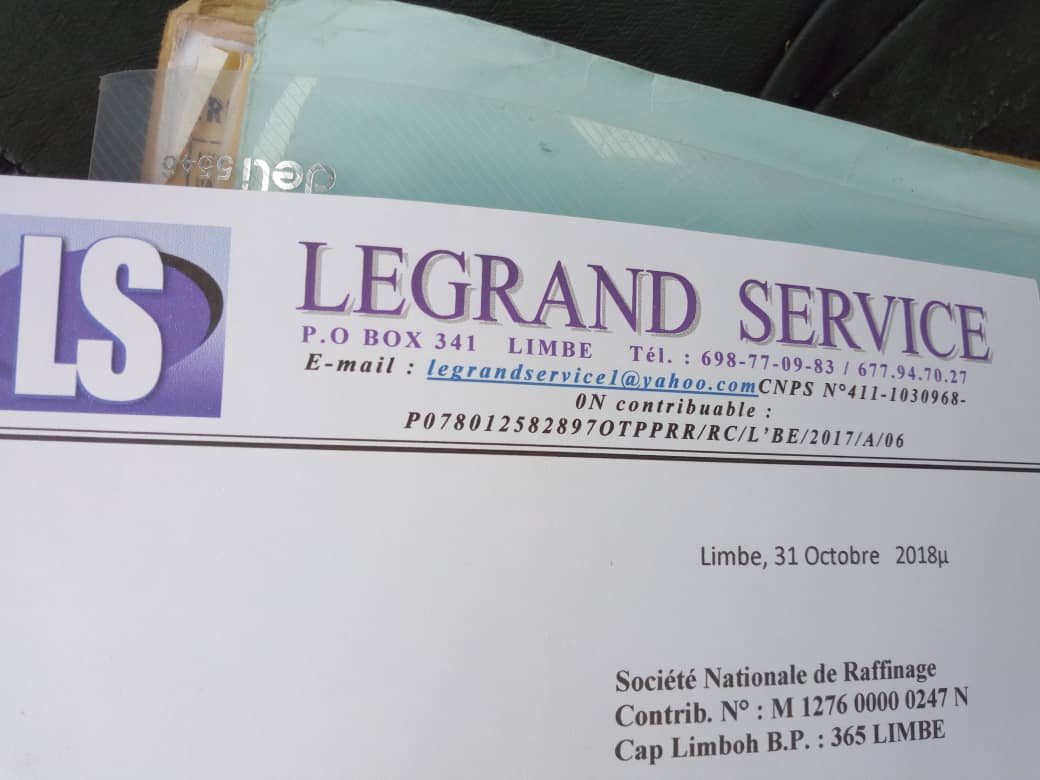 deli 5546
LS
LEGRAND SERVICE
P.O BOX 341 LIMBE Tél. : 698-77-09-83 / 677.94.70.27
E-mail : legrandservice1@yahoo.comCNPS N°411-1030968-
0N contribuable :
P078012582897OTPPRR/RC/L'BE/2017/A/06
Limbe, 31 Octobre 2018µ
Société Nationale de Raffinage
Contrib. N° : M 1276 0000 0247 N
Cap Limboh B.P. : 365 LIMBE